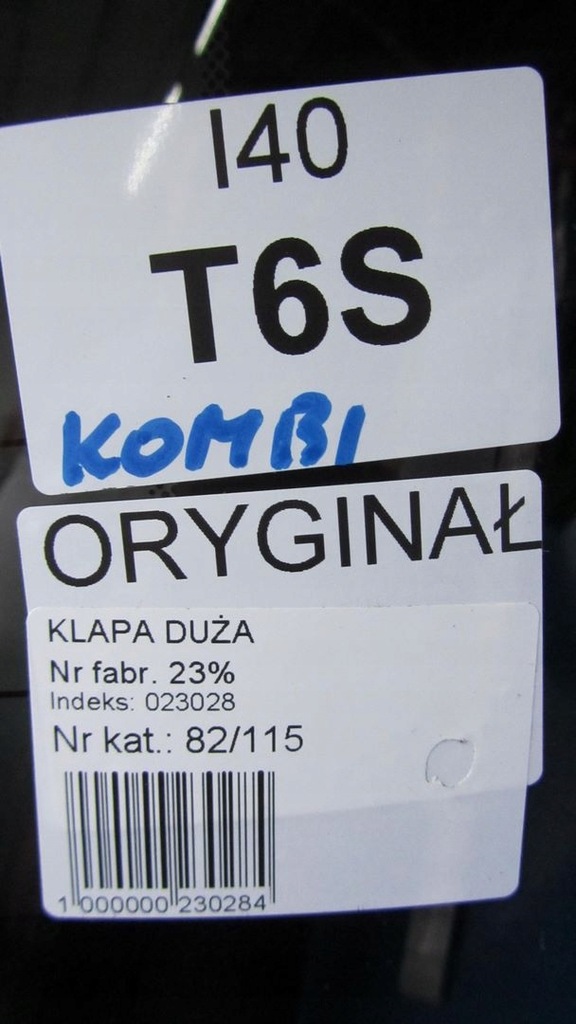 I40
T6S
KOMBI
ORYGINAŁ
KLAPA DUŻA
Nr fabr. 23%
Indeks: 023028
Nr kat.: 82/115
1 000000 230284